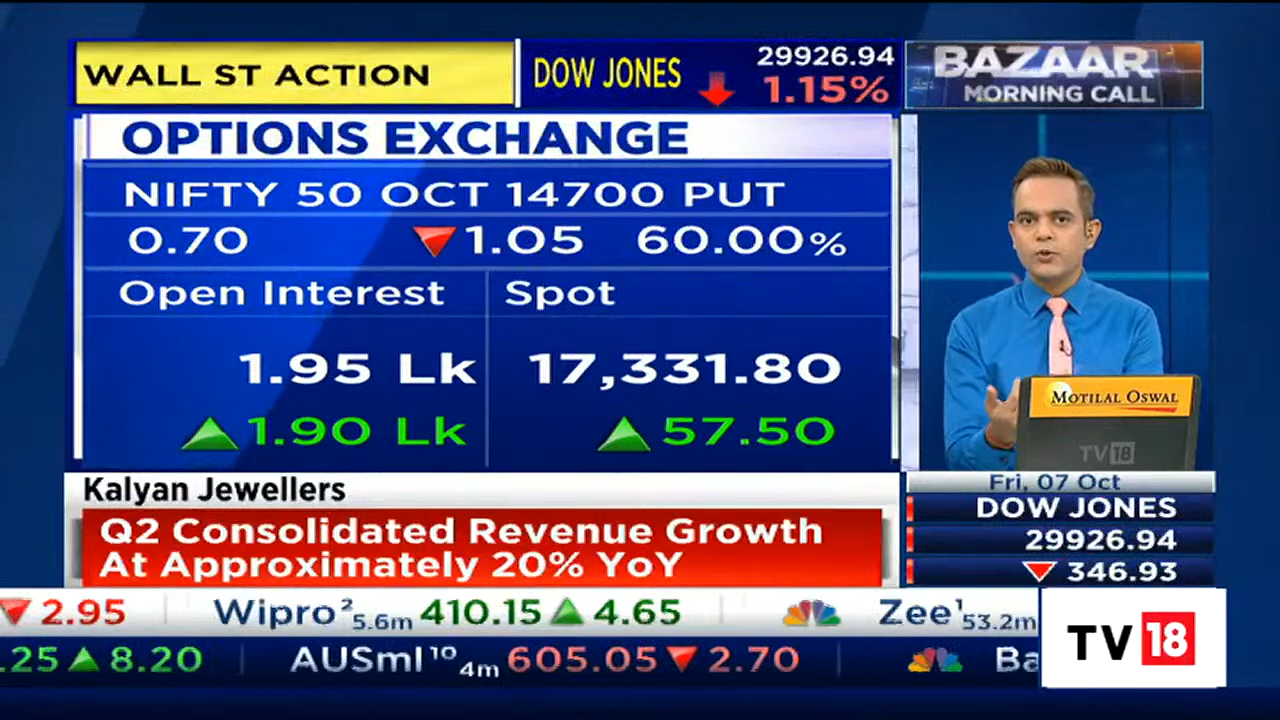 WALL ST ACTION
DOW JONES
29926.94
1.15%
BAZAAR
MORNING CALL
OPTIONS EXCHANGE
NIFTY 50 OCT 14700 PUT
0.70 ▼1.05 60.00%
Open Interest Spot
1.95 Lk 17,331.80
▲1.90 Lk ▲57.50
MOTILAL OSWAL
TV18
Kalyan Jewellers
Q2 Consolidated Revenue Growth
At Approximately 20% YoY
Fri, 07 Oct
DOW JONES
29926.94
▼ 346.93
▼2.95 Wipro² 5.6m 410.15▲4.65 Zee¹ 53.2m
.25▲8.20 AUSml¹⁰ 4m 605.05▼2.70 Ba
TV18